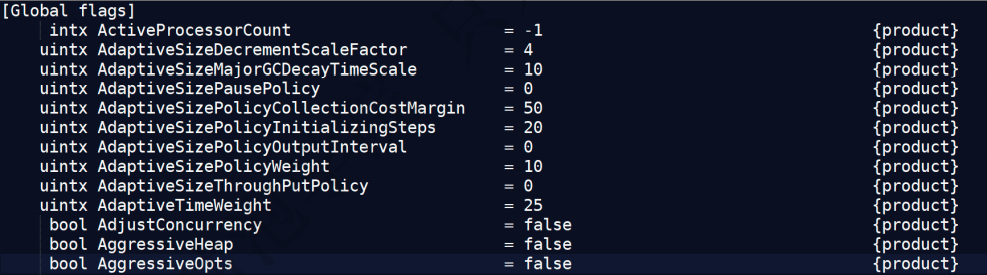 [Global flags]
intx ActiveProcessorCount = -1 {product}
uintx AdaptiveSizeDecrementScaleFactor = 4 {product}
uintx AdaptiveSizeMajorGCDecayTimeScale = 10 {product}
uintx AdaptiveSizePausePolicy = 0 {product}
uintx AdaptiveSizePolicyCollectionCostMargin = 50 {product}
uintx AdaptiveSizePolicyInitializingSteps = 20 {product}
uintx AdaptiveSizePolicyOutputInterval = 0 {product}
uintx AdaptiveSizePolicyWeight = 10 {product}
uintx AdaptiveSizeThroughPutPolicy = 0 {product}
uintx AdaptiveTimeWeight = 25 {product}
bool AdjustConcurrency = false {product}
bool AggressiveHeap = false {product}
bool AggressiveOpts = false {product}